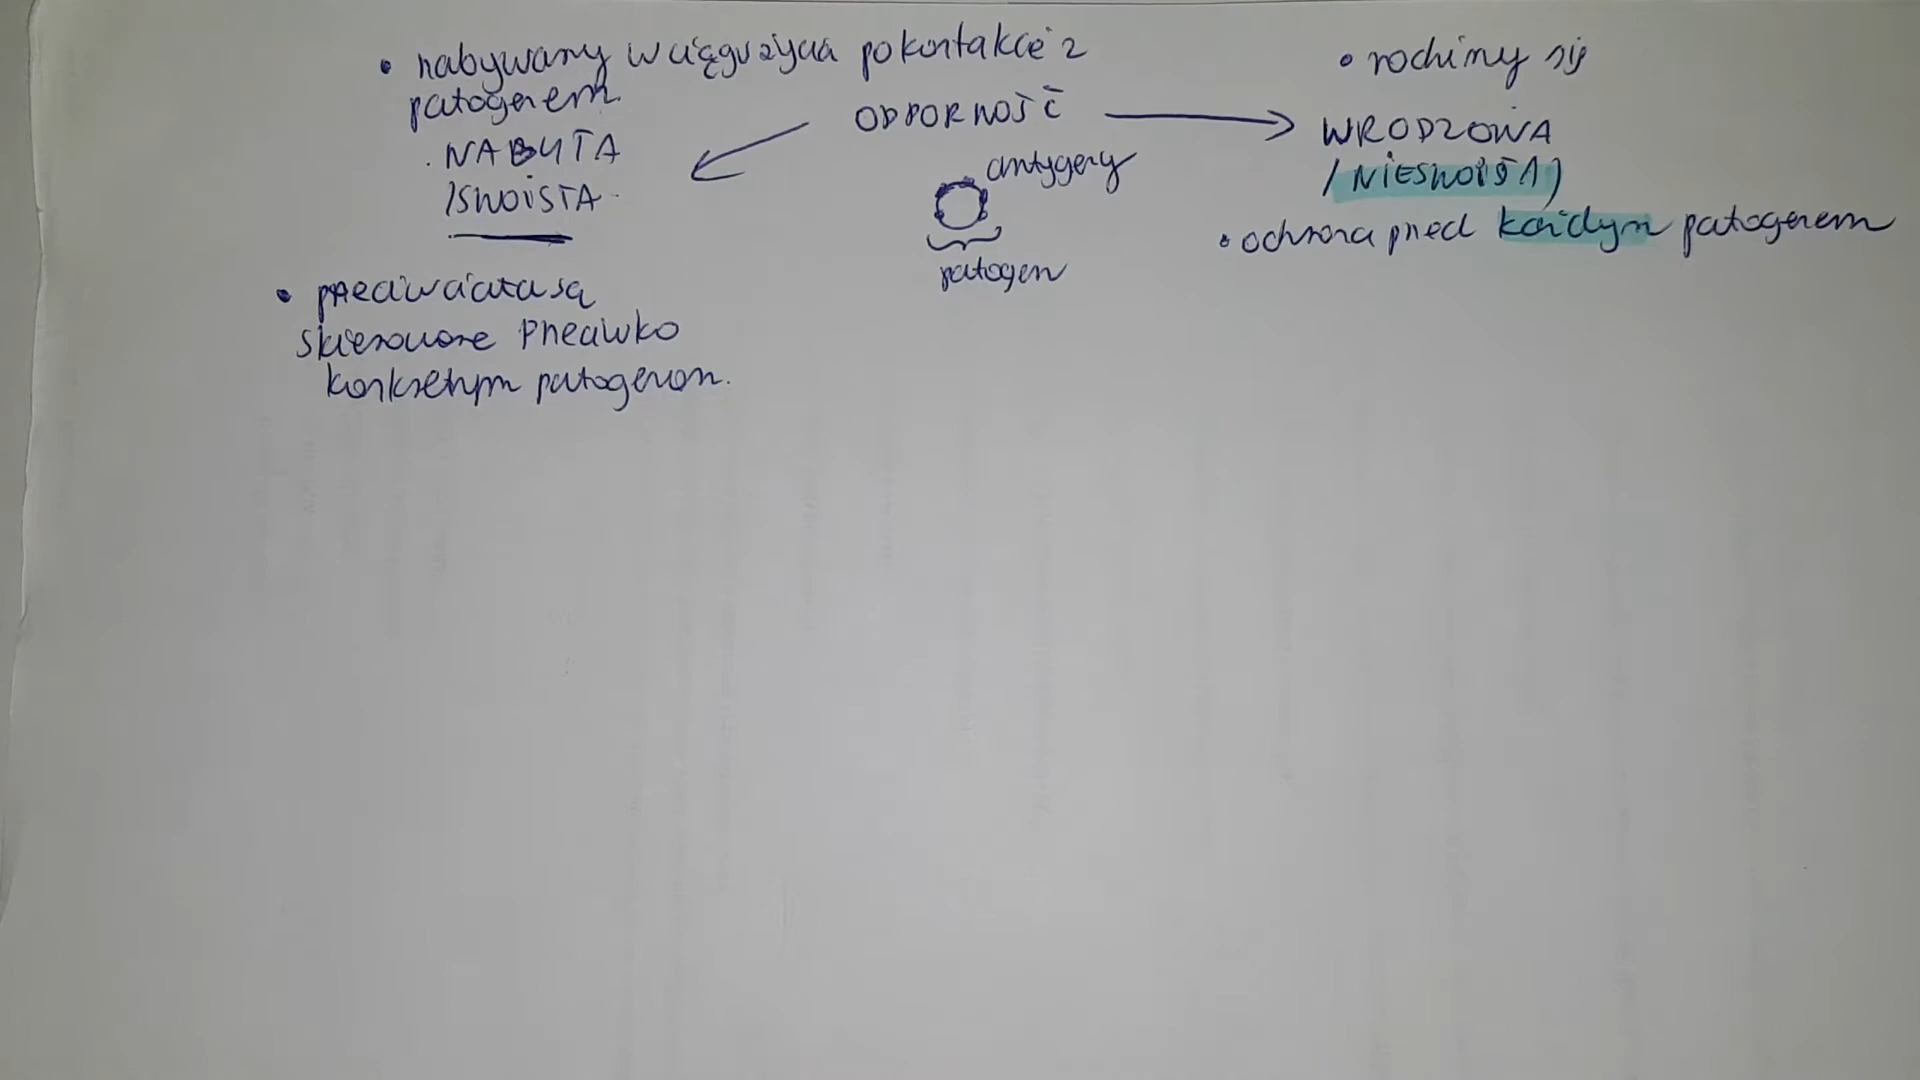 • nabywamy w ciągu życia po kontakcie z
patogenem
• rodzimy się
ODPORNOŚĆ
. NABYTA
/SWOISTA
WRODZONA
/NIESWOISTA)
antygeny
patogen
• ochrona przed każdym patogenem
• przeciwciała są
skierowane przeciwko
konkretnym patogenom.